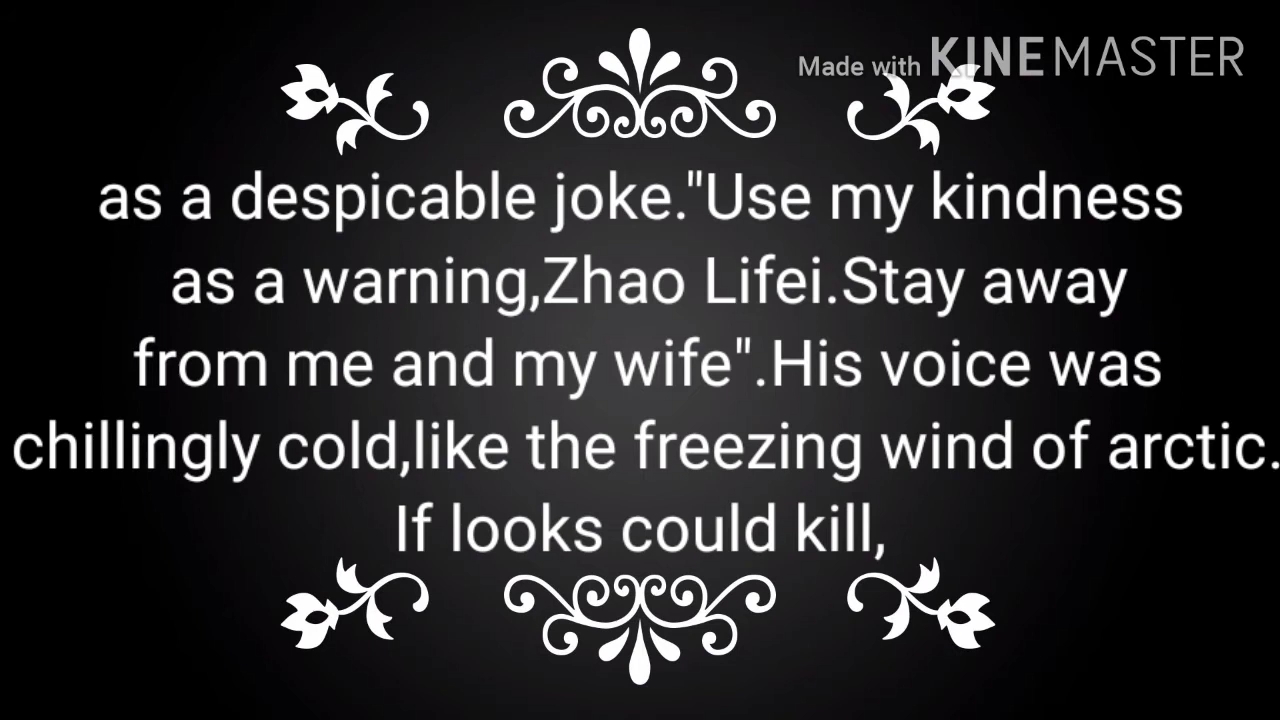 Made with KINEMASTER
as a despicable joke."Use my kindness
as a warning,Zhao Lifei.Stay away
from me and my wife".His voice was
chillingly cold,like the freezing wind of arctic.
If looks could kill,